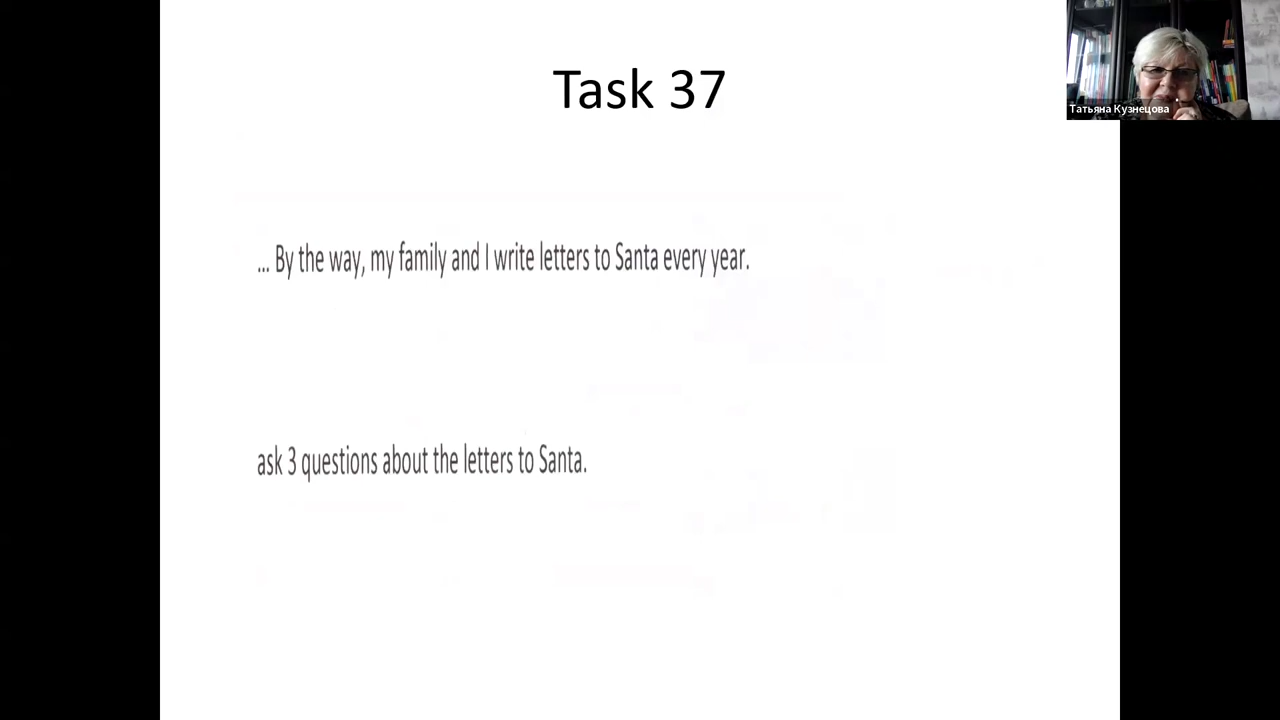 Task 37
Татьяна Кузнецова
... By the way, my family and I write letters to Santa every year.
ask 3 questions about the letters to Santa.